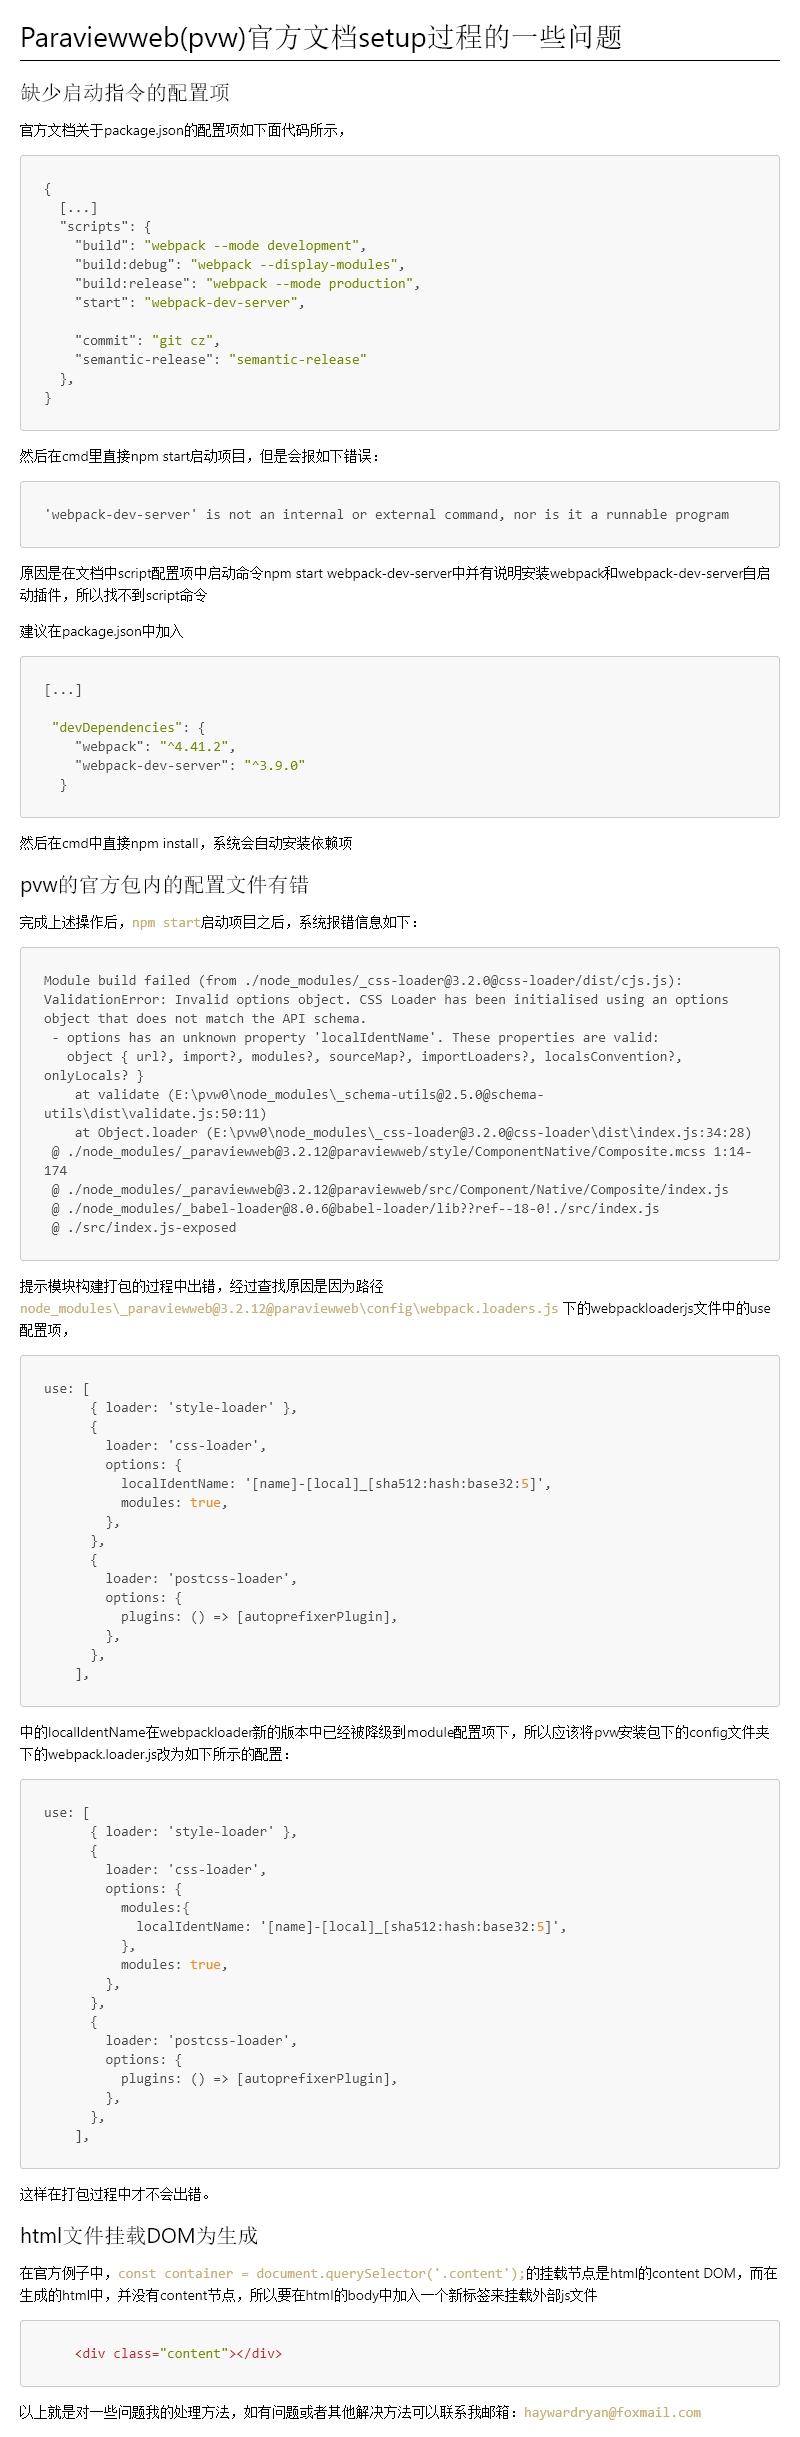 Paraviewweb(pvw)官方文档setup过程的一些问题
缺少启动指令的配置项
官方文档关于package.json的配置项如下面代码所示，
{
  [...]
  "scripts": {
    "build": "webpack --mode development",
    "build:debug": "webpack --display-modules",
    "build:release": "webpack --mode production",
    "start": "webpack-dev-server",
    "commit": "git cz",
    "semantic-release": "semantic-release"
  },
}
然后在cmd里直接npm start启动项目，但是会报如下错误：
'webpack-dev-server' is not an internal or external command, nor is it a runnable program
原因是在文档中script配置项中启动命令npm start webpack-dev-server中并有说明安装webpack和webpack-dev-server自启
动插件，所以找不到script命令
建议在package.json中加入
[...]
 "devDependencies": {
    "webpack": "^4.41.2",
    "webpack-dev-server": "^3.9.0"
  }
然后在cmd中直接npm install，系统会自动安装依赖项
pvw的官方包内的配置文件有错
完成上述操作后，npm start启动项目之后，系统报错信息如下：
Module build failed (from ./node_modules/_css-loader@3.2.0@css-loader/dist/cjs.js):
ValidationError: Invalid options object. CSS Loader has been initialised using an options
object that does not match the API schema.
 - options has an unknown property 'localIdentName'. These properties are valid:
   object { url?, import?, modules?, sourceMap?, importLoaders?, localsConvention?,
onlyLocals? }
    at validate (E:\pvw0\node_modules\_schema-utils@2.5.0@schema-
utils\dist\validate.js:50:11)
    at Object.loader (E:\pvw0\node_modules\_css-loader@3.2.0@css-loader\dist\index.js:34:28)
 @ ./node_modules/_paraviewweb@3.2.12@paraviewweb/style/ComponentNative/Composite.mcss 1:14-
174
 @ ./node_modules/_paraviewweb@3.2.12@paraviewweb/src/Component/Native/Composite/index.js
 @ ./node_modules/_babel-loader@8.0.6@babel-loader/lib??ref--18-0!./src/index.js
 @ ./src/index.js-exposed
提示模块构建打包的过程中出错，经过查找原因是因为路径
node_modules\_paraviewweb@3.2.12@paraviewweb\config\webpack.loaders.js 下的webpackloaderjs文件中的use
配置项，
use: [
      { loader: 'style-loader' },
      {
        loader: 'css-loader',
        options: {
          localIdentName: '[name]-[local]_[sha512:hash:base32:5]',
          modules: true,
        },
      },
      {
        loader: 'postcss-loader',
        options: {
          plugins: () => [autoprefixerPlugin],
        },
      },
    ],
中的localIdentName在webpackloader新的版本中已经被降级到module配置项下，所以应该将pvw安装包下的config文件夹
下的webpack.loader.js改为如下所示的配置：
use: [
      { loader: 'style-loader' },
      {
        loader: 'css-loader',
        options: {
          modules:{
            localIdentName: '[name]-[local]_[sha512:hash:base32:5]',
          },
          modules: true,
        },
      },
      {
        loader: 'postcss-loader',
        options: {
          plugins: () => [autoprefixerPlugin],
        },
      },
    ],
这样在打包过程中才不会出错。
html文件挂载DOM为生成
在官方例子中，const container = document.querySelector('.content');的挂载节点是html的content DOM，而在
生成的html中，并没有content节点，所以要在html的body中加入一个新标签来挂载外部js文件
<div class="content"></div>
以上就是对一些问题我的处理方法，如有问题或者其他解决方法可以联系我邮箱：haywardryan@foxmail.com